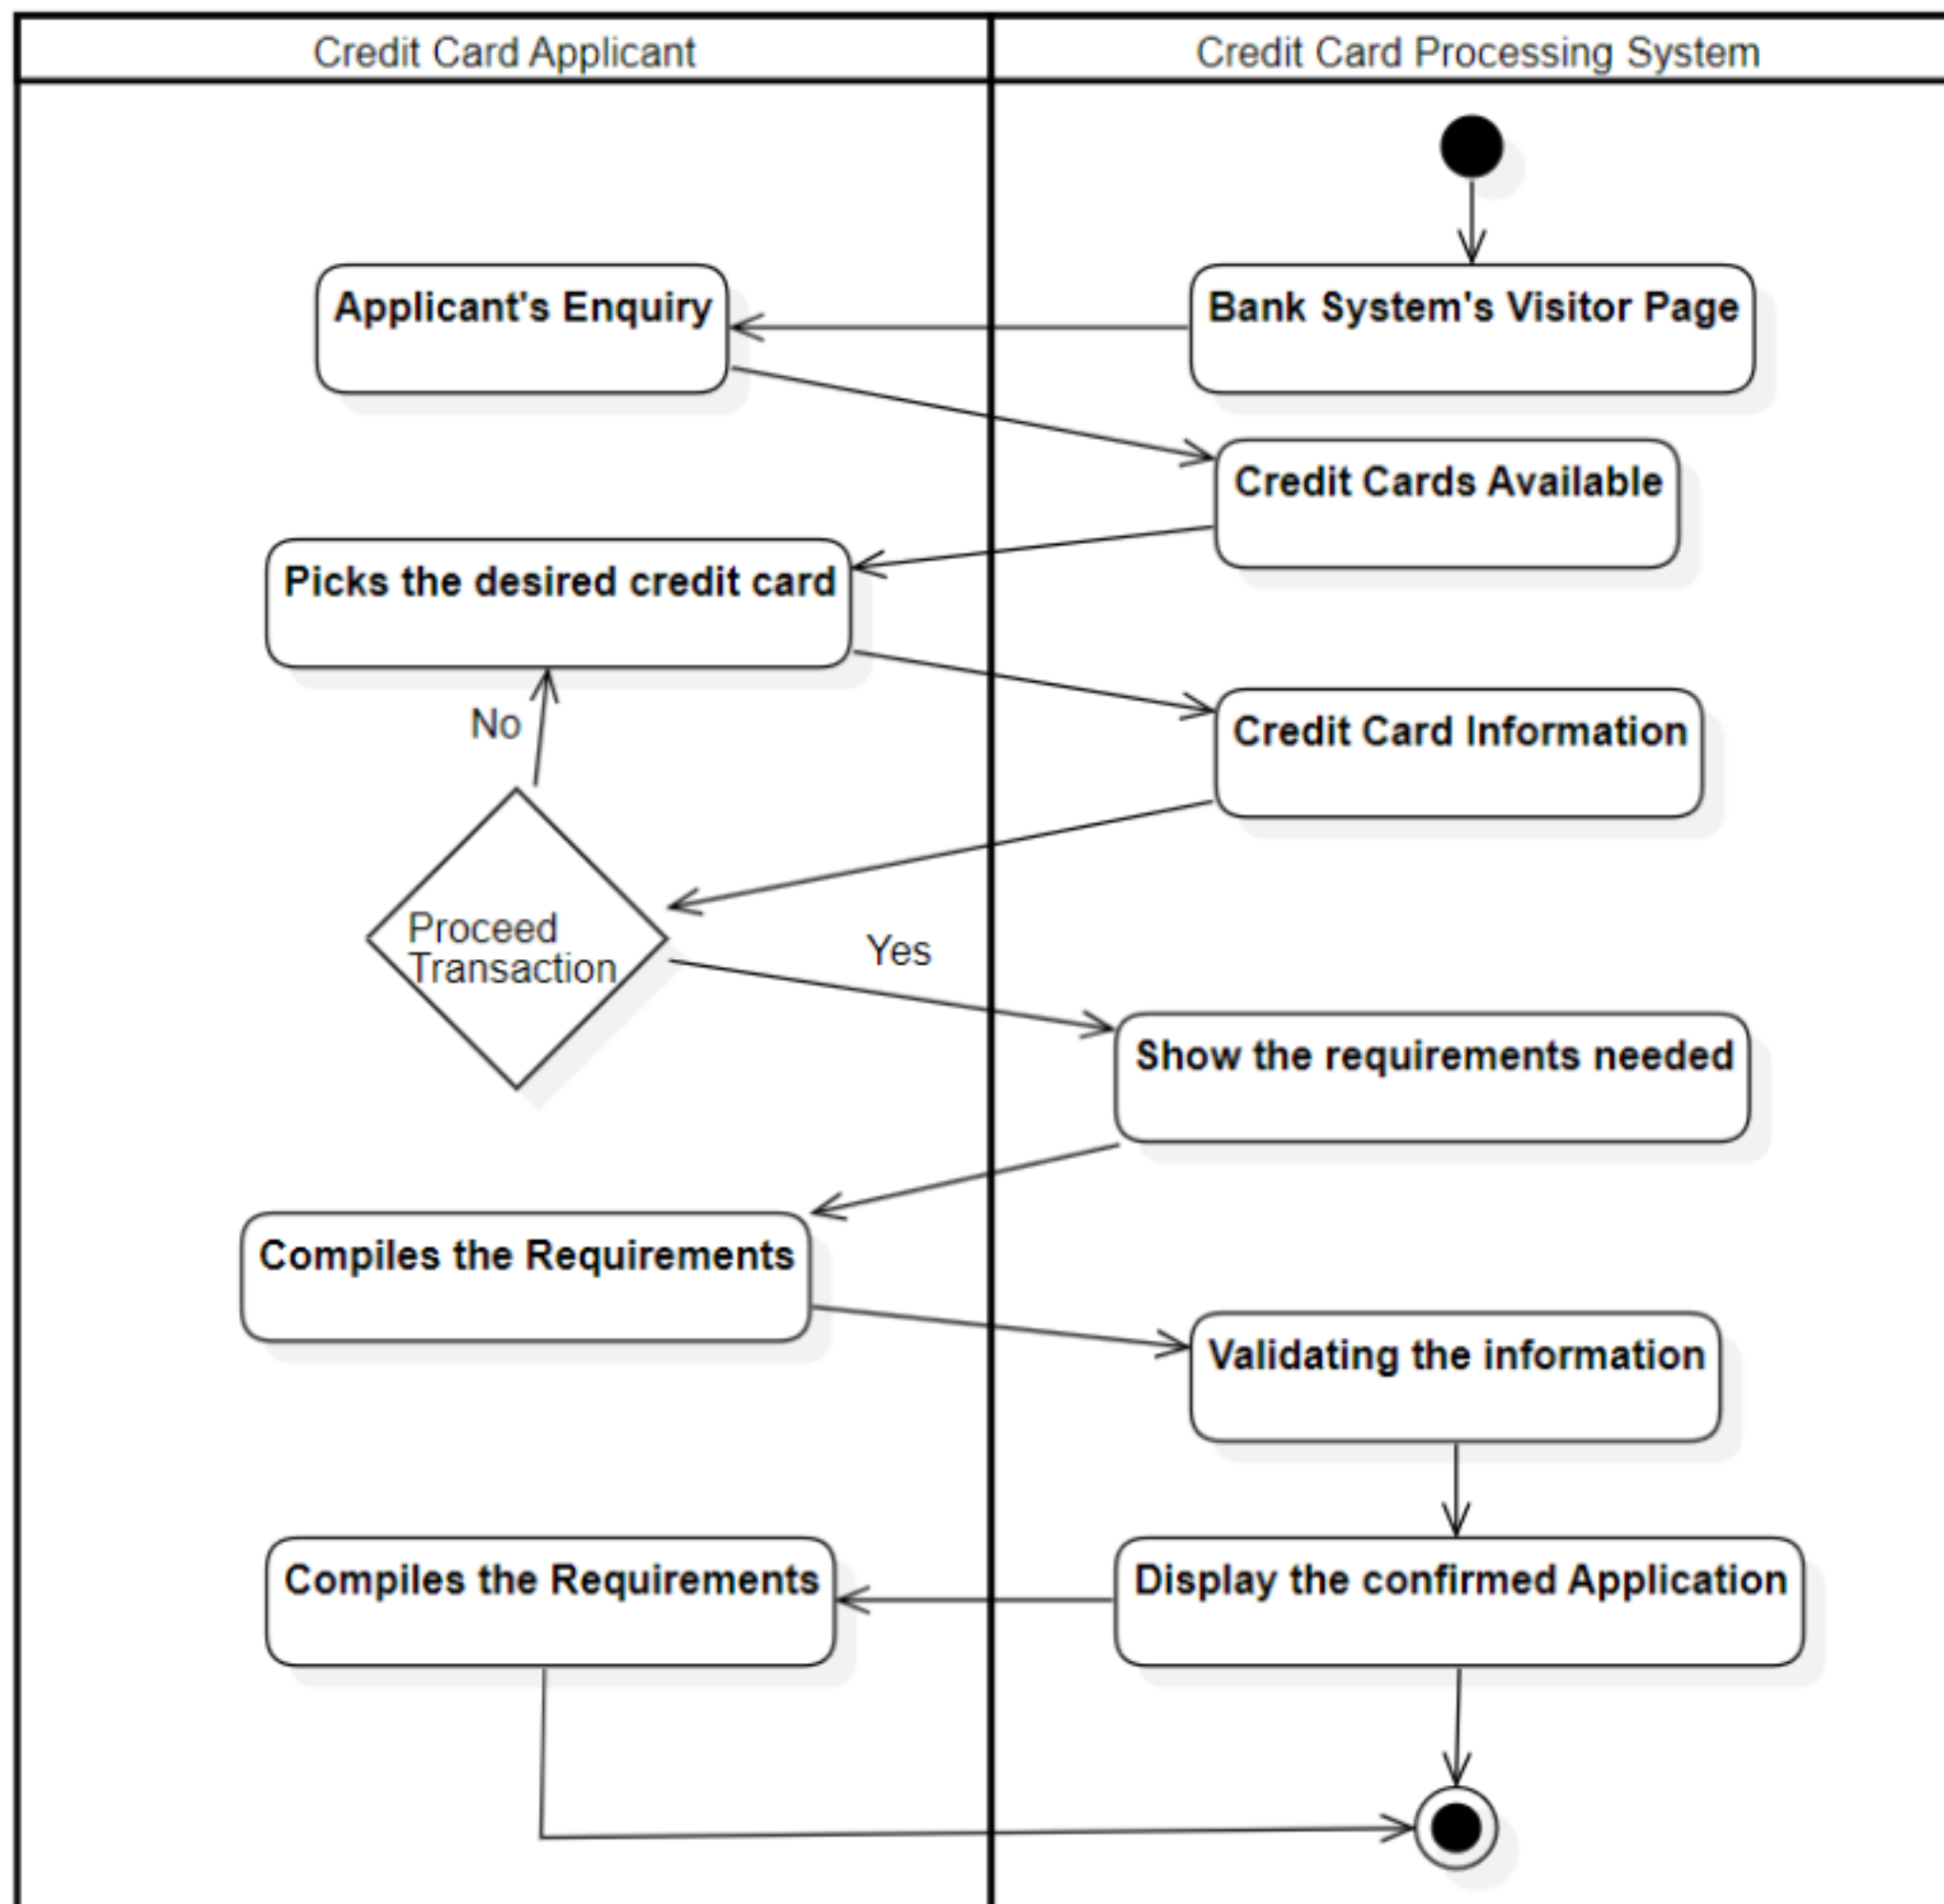 Credit Card Applicant
Credit Card Processing System
Applicant's Enquiry
Bank System's Visitor Page
Credit Cards Available
Picks the desired credit card
No
Credit Card Information
Proceed
Transaction
Yes
Show the requirements needed
Compiles the Requirements
Validating the information
Compiles the Requirements
Display the confirmed Application